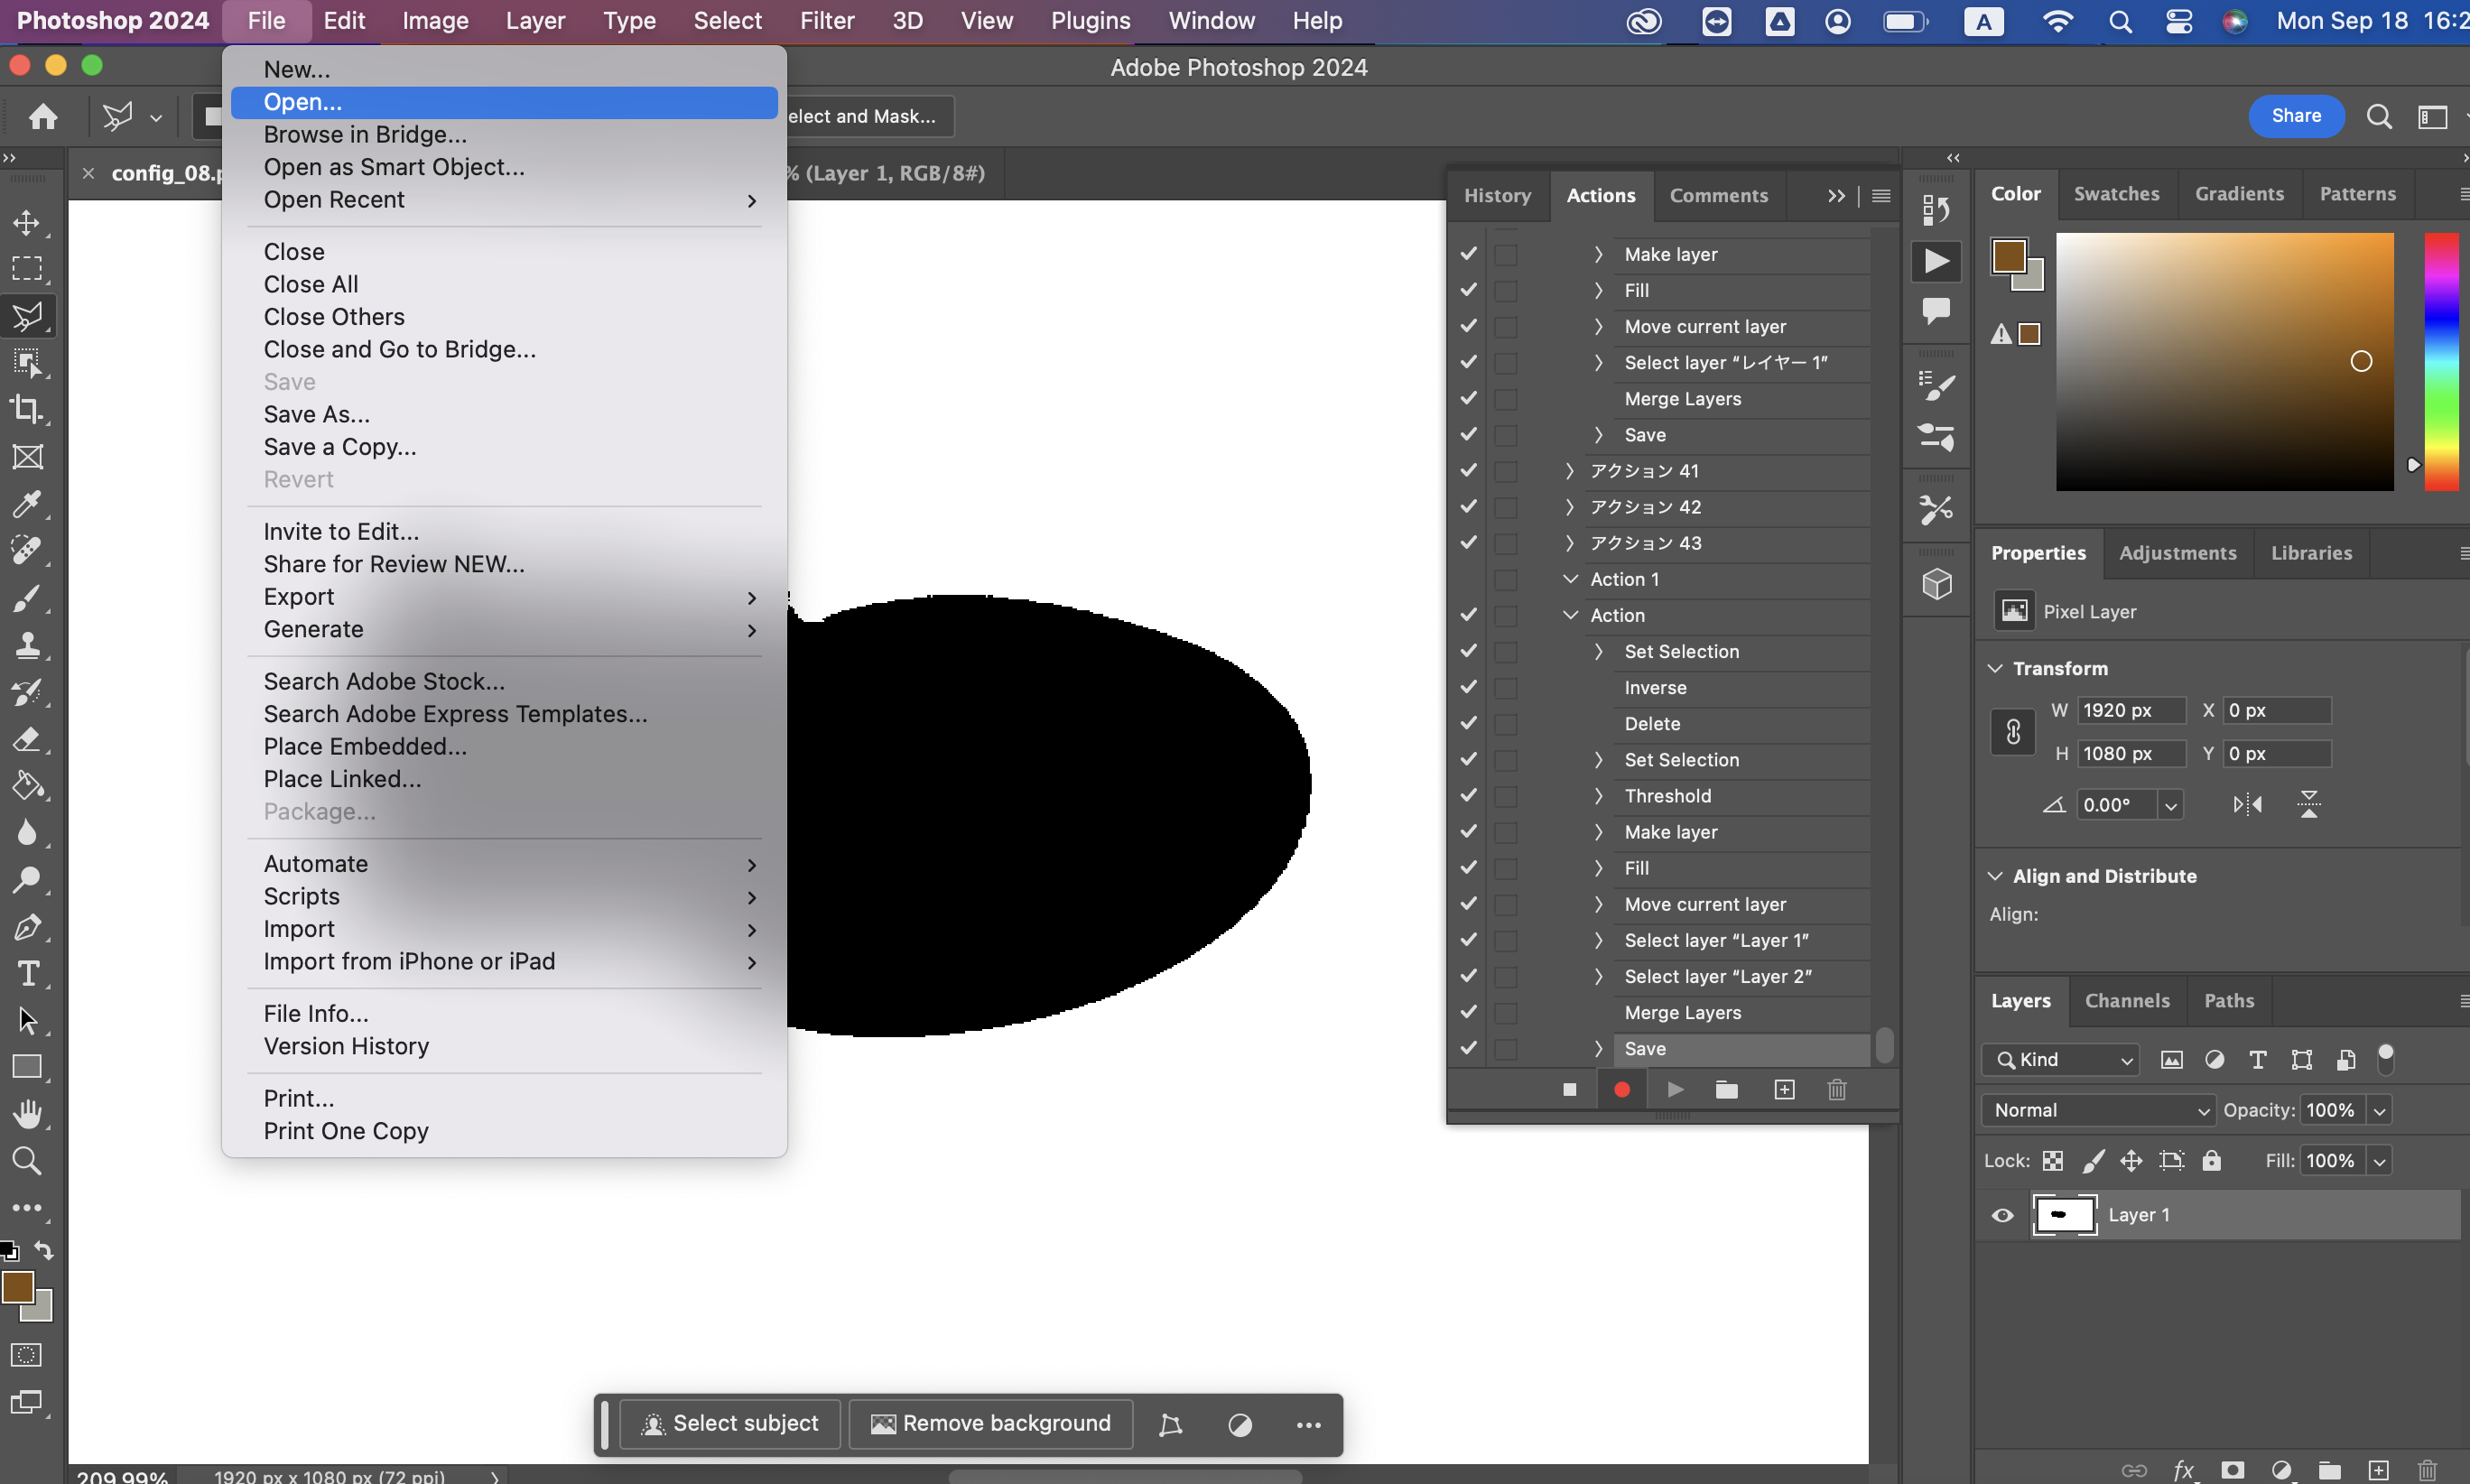 Photoshop 2024 File Edit Image Layer Type Select Filter 3D View Plugins Window Help A Mon Sep 18
Adobe Photoshop 2024
elect and Mask...
Share
config_08.p
% (Layer 1, RGB/8#)
New...
Open...
Browse in Bridge...
Open as Smart Object...
Open Recent
Close
Close All
Close Others
Close and Go to Bridge...
Save
Save As...
Save a Copy...
Revert
Invite to Edit...
Share for Review NEW...
Export
Generate
Search Adobe Stock...
Search Adobe Express Templates...
Place Embedded...
Place Linked...
Package...
Automate
Scripts
Import
Import from iPhone or iPad
File Info...
Version History
Print...
Print One Copy
History Actions Comments
Make layer
Fill
Move current layer
Select layer “レイヤー 1”
Merge Layers
Save
アクション 41
アクション 42
アクション 43
Action 1
Action
Set Selection
Inverse
Delete
Set Selection
Threshold
Make layer
Fill
Move current layer
Select layer “Layer 1”
Select layer “Layer 2”
Merge Layers
Save
Color Swatches Gradients Patterns
Properties Adjustments Libraries
Pixel Layer
Transform
W 1920 px X 0 px
H 1080 px Y 0 px
0.00°
Align and Distribute
Align:
Layers Channels Paths
Kind
Normal Opacity: 100%
Lock: Fill: 100%
Layer 1
fx
Select subject Remove background
209.99% 1920 px x 1080 px (72 ppi)